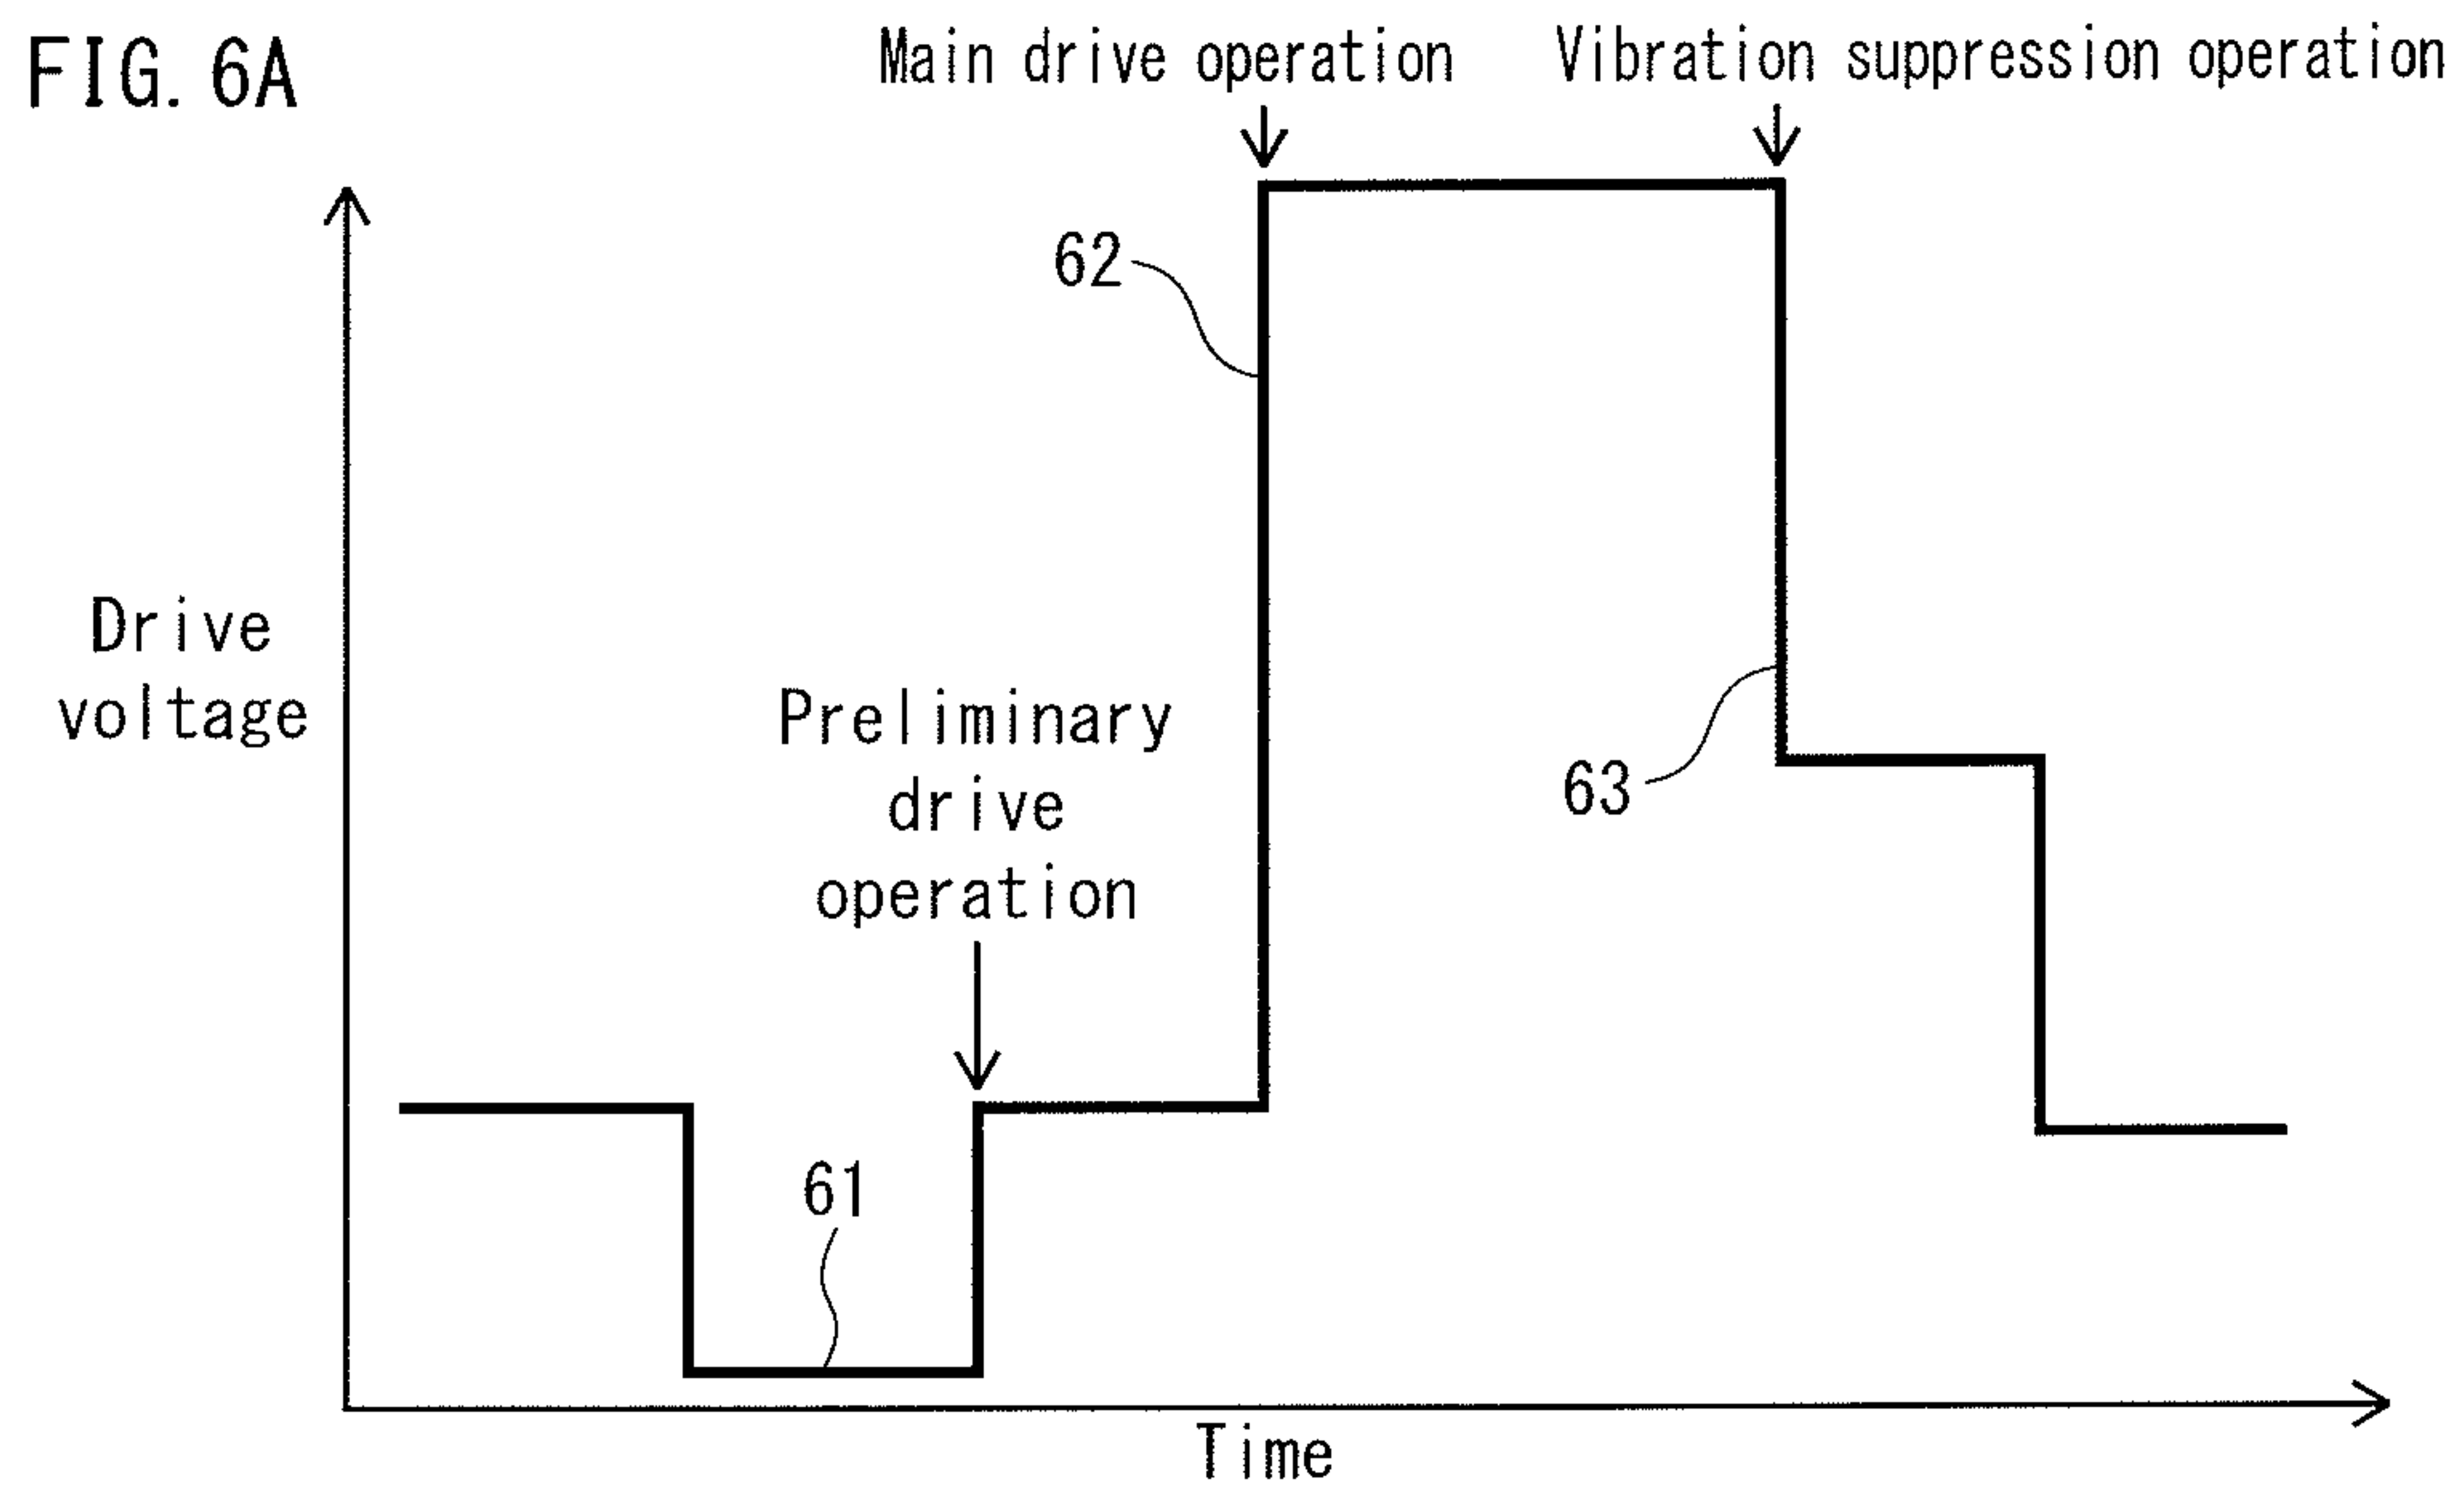 FIG. 6A
Main drive operation
Vibration suppression operation
62
Drive
voltage
Preliminary
drive
operation
63
61
Time